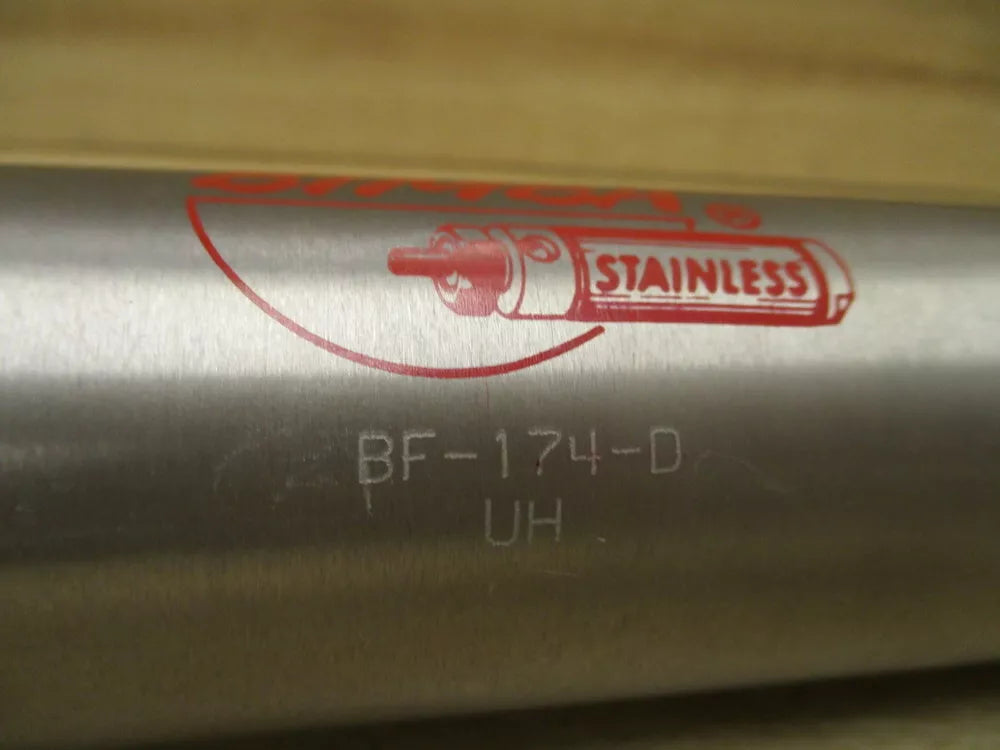 ®
STAINLESS
BF-174-D
UH